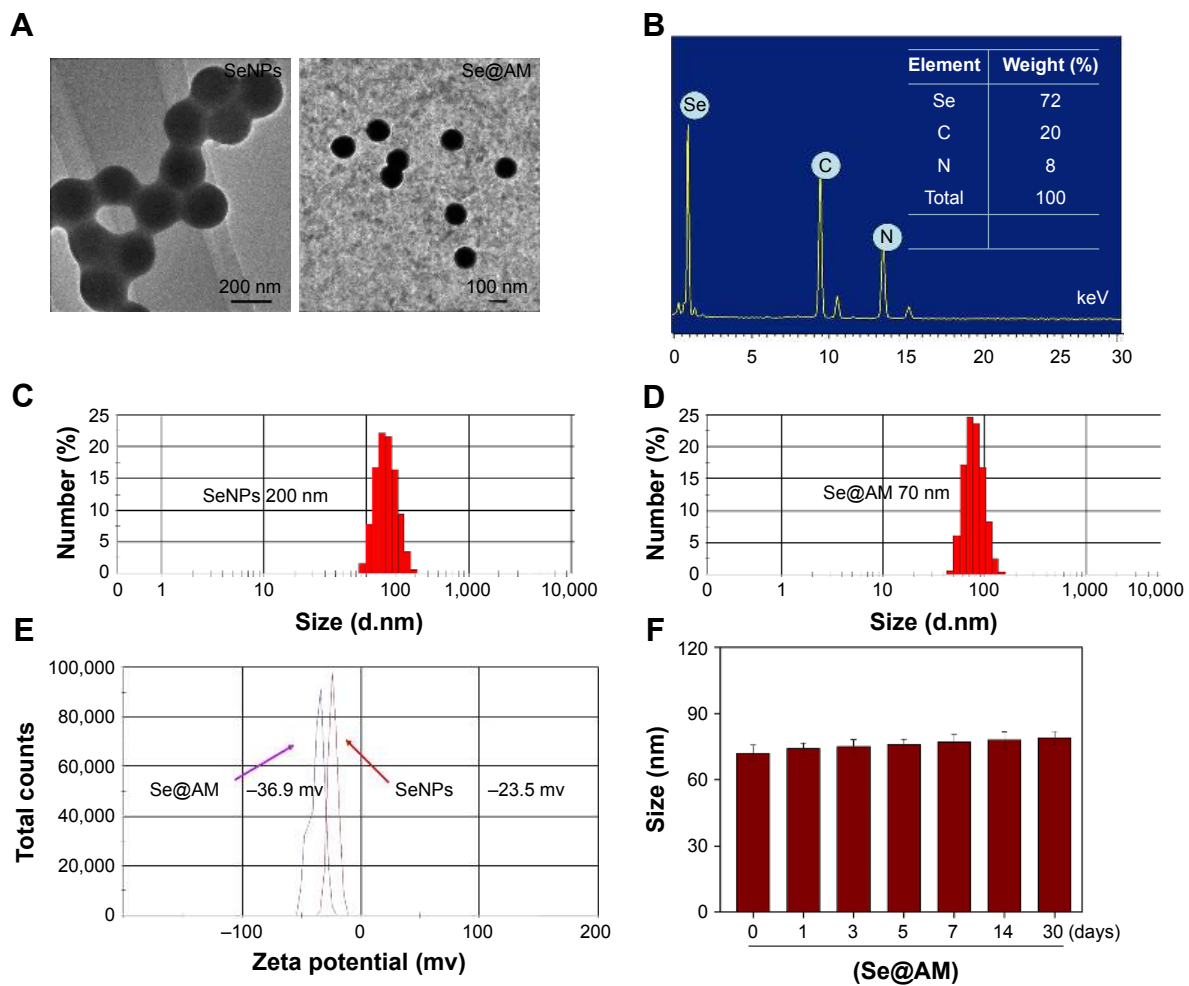 A
SeNPs
200 nm
Se@AM
100 nm
B
Element Weight (%)
Se 72
C 20
N 8
Total 100
Se
C
N
keV
0 5 10 15 20 25 30
C
Number (%)
25
20
15
10
5
0
SeNPs 200 nm
0 1 10 100 1,000 10,000
Size (d.nm)
D
Number (%)
25
20
15
10
5
0
Se@AM 70 nm
0 1 10 100 1,000 10,000
Size (d.nm)
E
Total counts
100,000
80,000
60,000
40,000
20,000
0
Se@AM –36.9 mv SeNPs –23.5 mv
–100 0 100 200
Zeta potential (mv)
F
Size (nm)
120
90
60
30
0
0 1 3 5 7 14 30 (days)
(Se@AM)